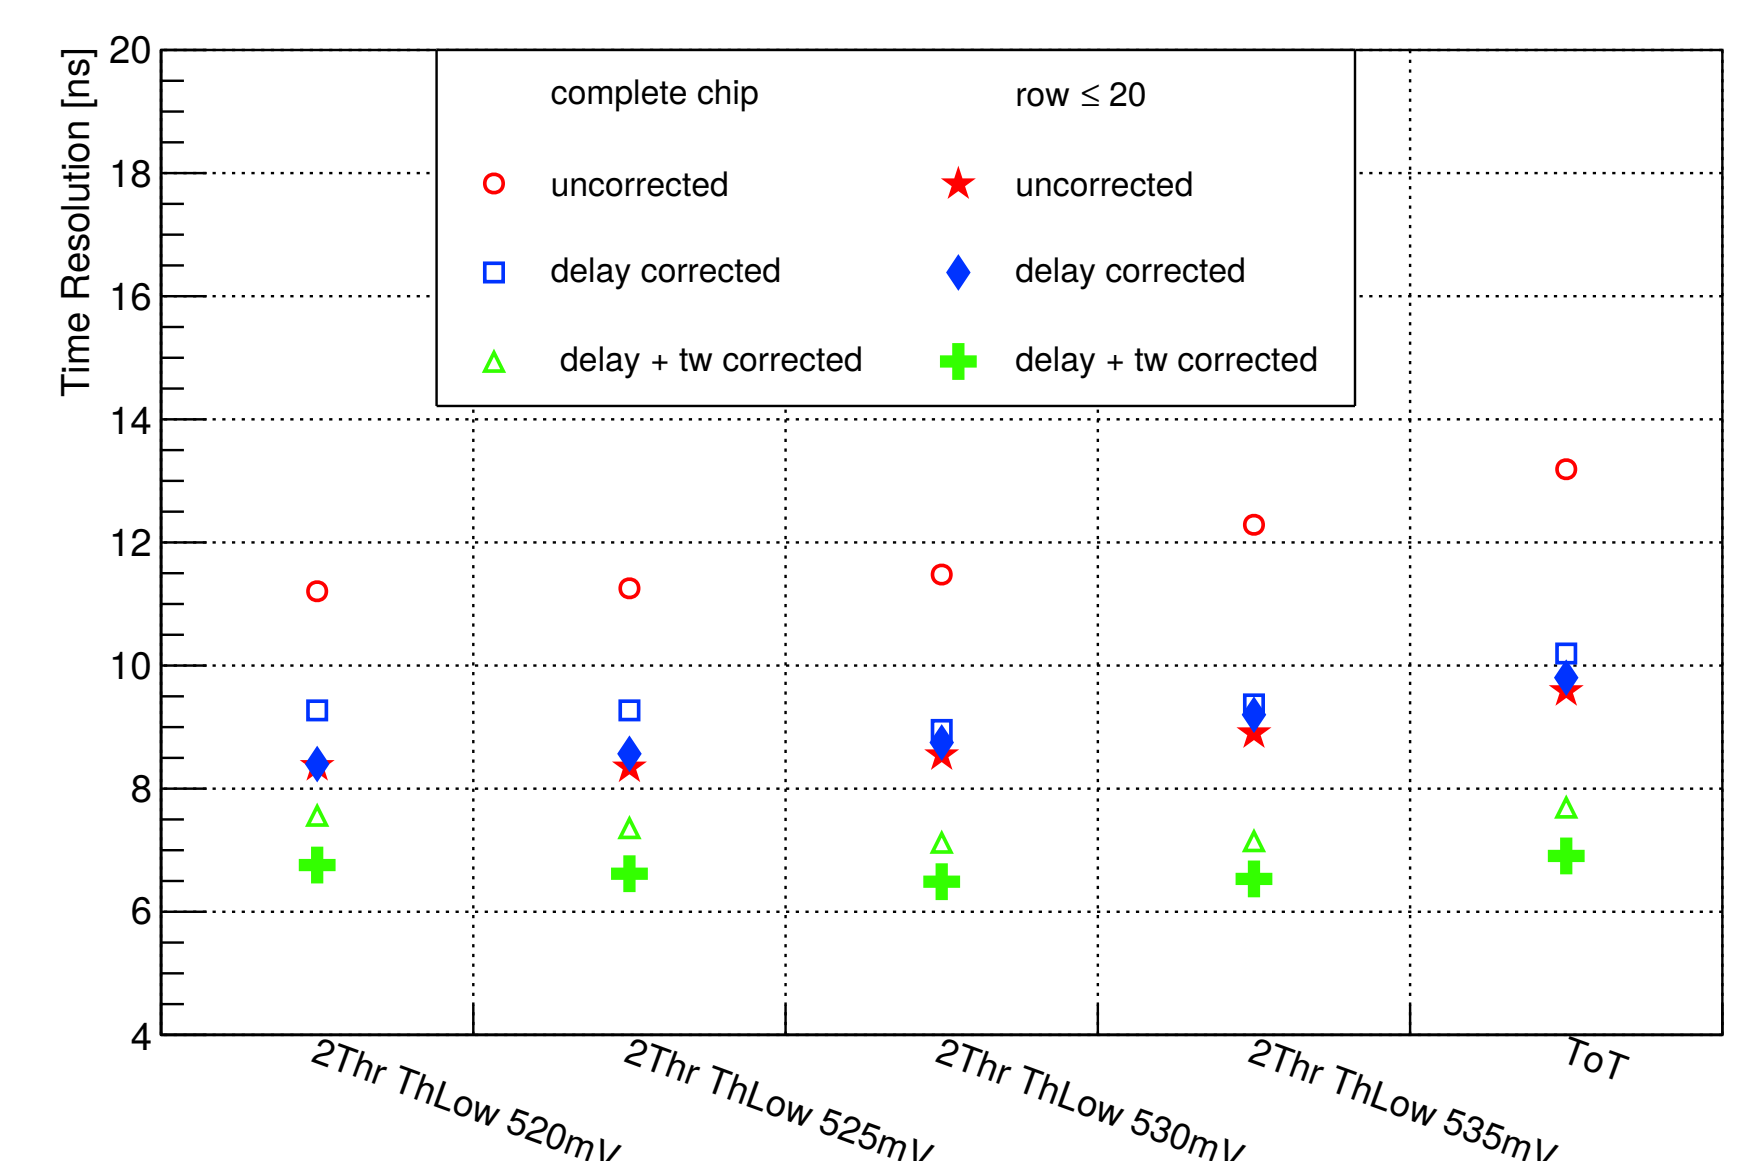 Time Resolution [ns]
20
18
16
14
12
10
8
6
4
complete chip row ≤ 20
uncorrected uncorrected
delay corrected delay corrected
delay + tw corrected delay + tw corrected
2Thr ThLow 520mV
2Thr ThLow 525mV
2Thr ThLow 530mV
2Thr ThLow 535mV
ToT